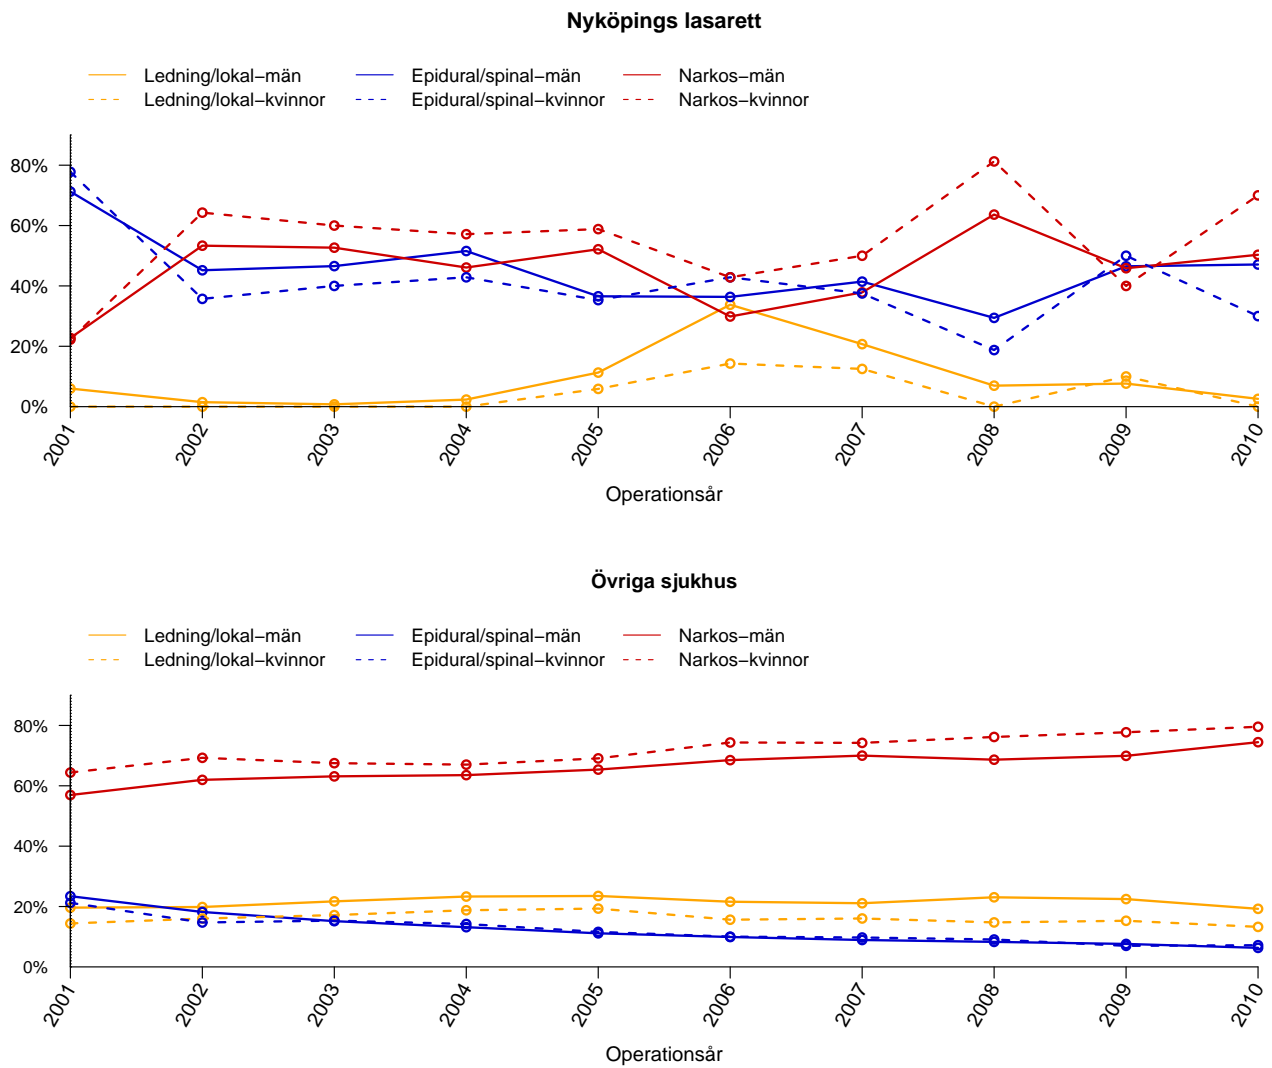 Nyköpings lasarett
Ledning/lokal−män Epidural/spinal−män Narkos−män
Ledning/lokal−kvinnor Epidural/spinal−kvinnor Narkos−kvinnor
80%
60%
40%
20%
0%
2001 2002 2003 2004 2005 2006 2007 2008 2009 2010
Operationsår
Övriga sjukhus
Ledning/lokal−män Epidural/spinal−män Narkos−män
Ledning/lokal−kvinnor Epidural/spinal−kvinnor Narkos−kvinnor
80%
60%
40%
20%
0%
2001 2002 2003 2004 2005 2006 2007 2008 2009 2010
Operationsår